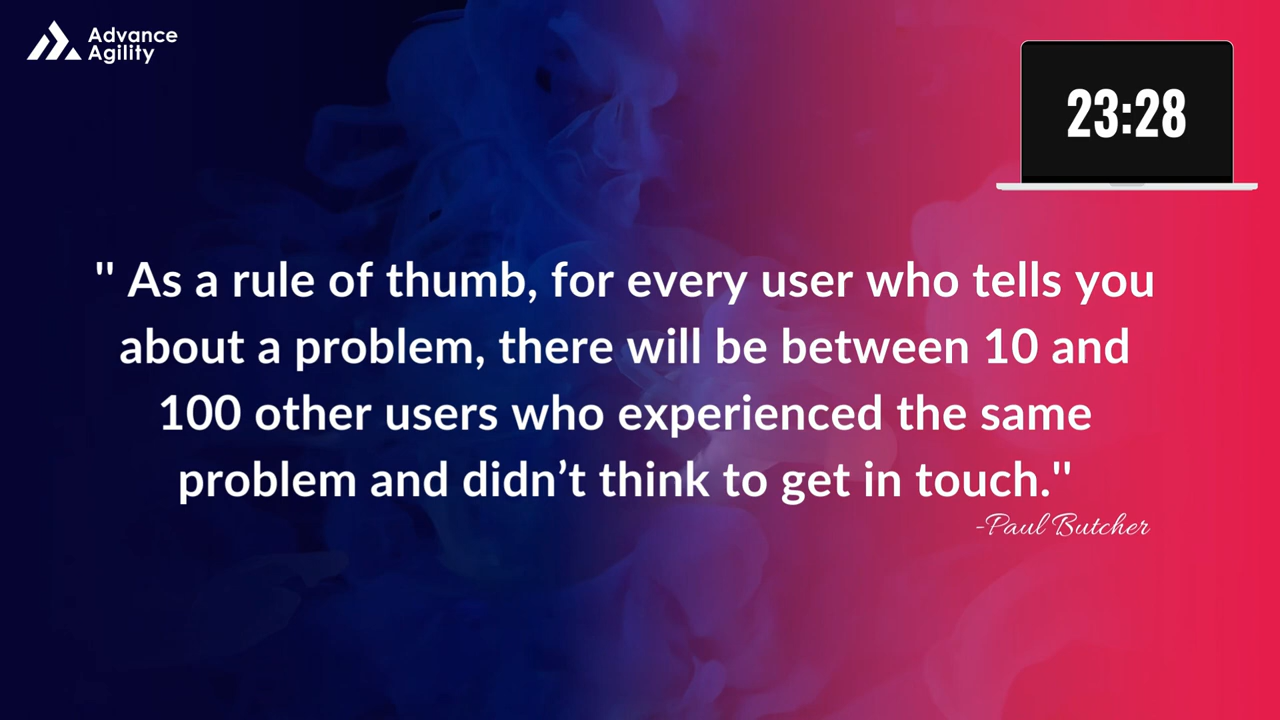 Advance
Agility
23:28
" As a rule of thumb, for every user who tells you
about a problem, there will be between 10 and
100 other users who experienced the same
problem and didn’t think to get in touch."
-Paul Butcher